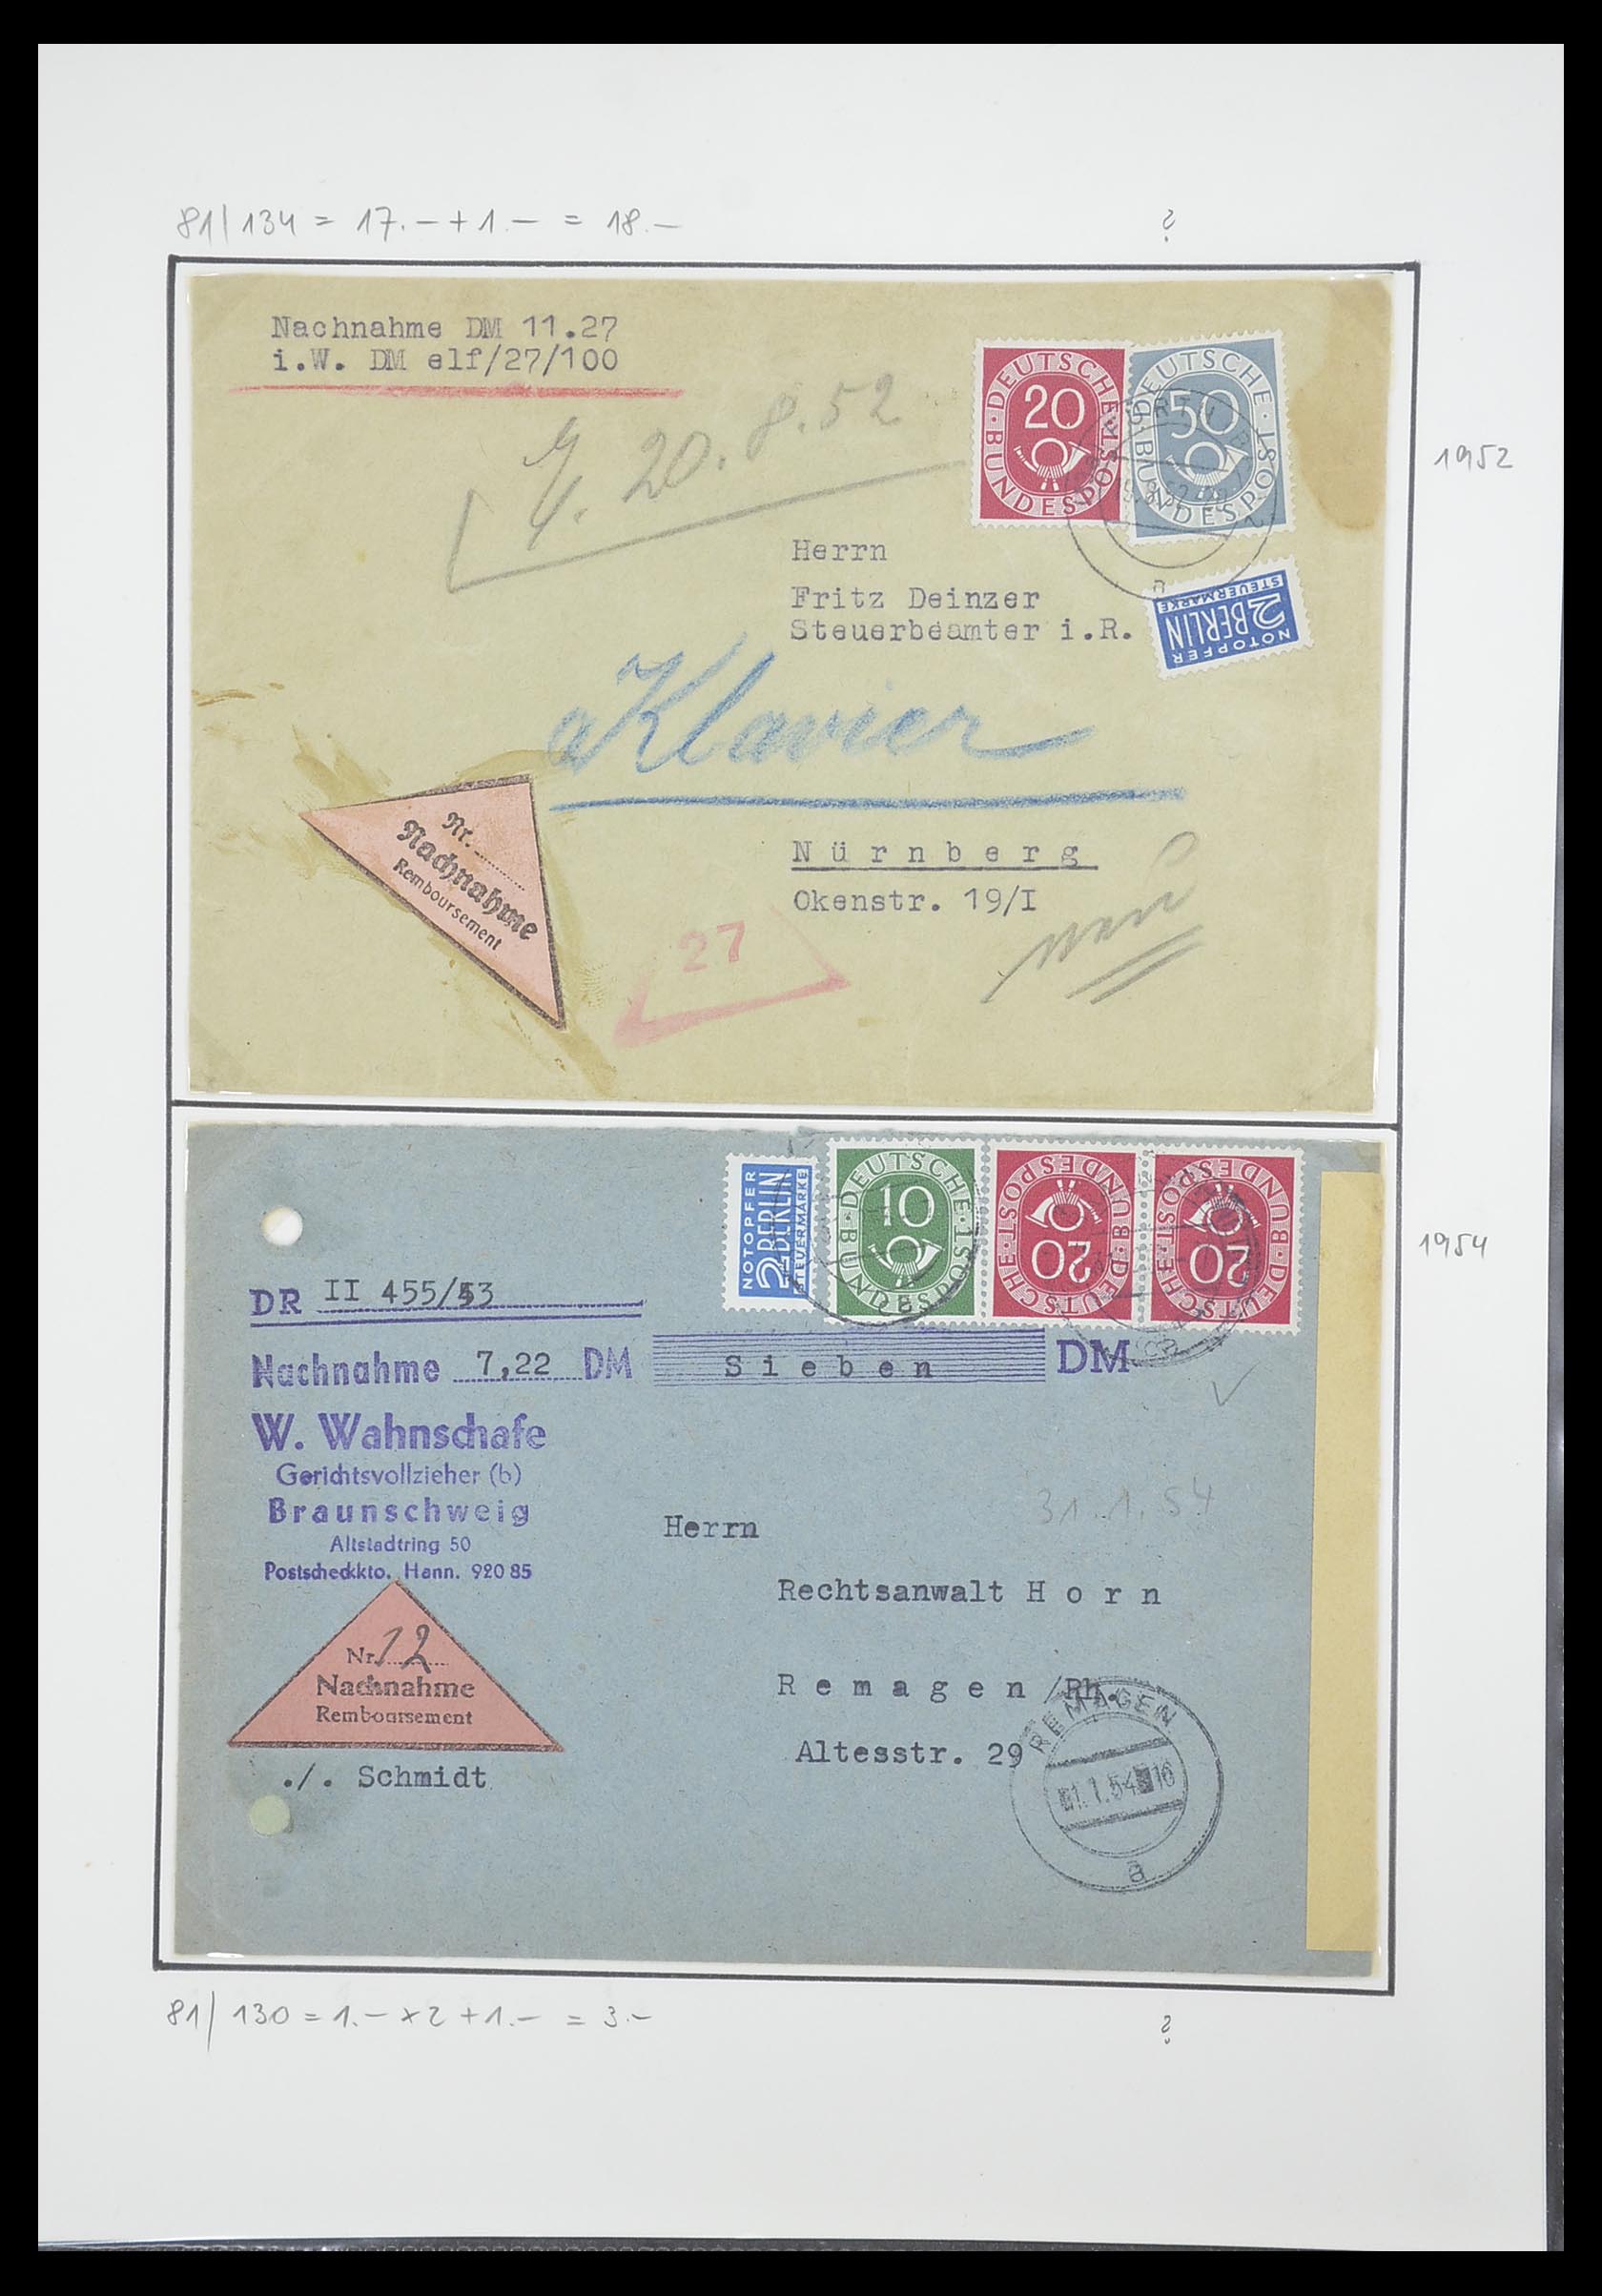 81/134 = 17.- + 1.- = 18.-
?
Nachnahme DM 11.27
i.W. DM elf/27/100
20.8.52
DEUTSCHE BUNDESPOST
20
DEUTSCHE BUNDESPOST
50
1952
Herrn
Fritz Deinzer
Steuerbeamter i.R.
NOTOPFER
2 BERLIN
STEUERMARKE
Klavier
Nr.
Nachnahme
Remboursement
Nürnberg
Okenstr. 19/I
27
NOTOPFER
2 BERLIN
STEUERMARKE
DEUTSCHE BUNDESPOST
10
DEUTSCHE BUNDESPOST
20
DEUTSCHE BUNDESPOST
20
1954
DR II 455/53
Nachnahme 7,22 DM Sieben DM
W. Wahnschafe
Gerichtsvollzieher (b)
Braunschweig
Altstadtring 50
Postscheckkto. Hann. 920 85
31.1.54
Herrn
Rechtsanwalt Horn
Nr. 12
Nachnahme
Remboursement
Remagen /Rh.
Altesstr. 29
REMAGEN
1.1.54 16
a
./. Schmidt
81/130 = 1.- x 2 + 1.- = 3.-
?